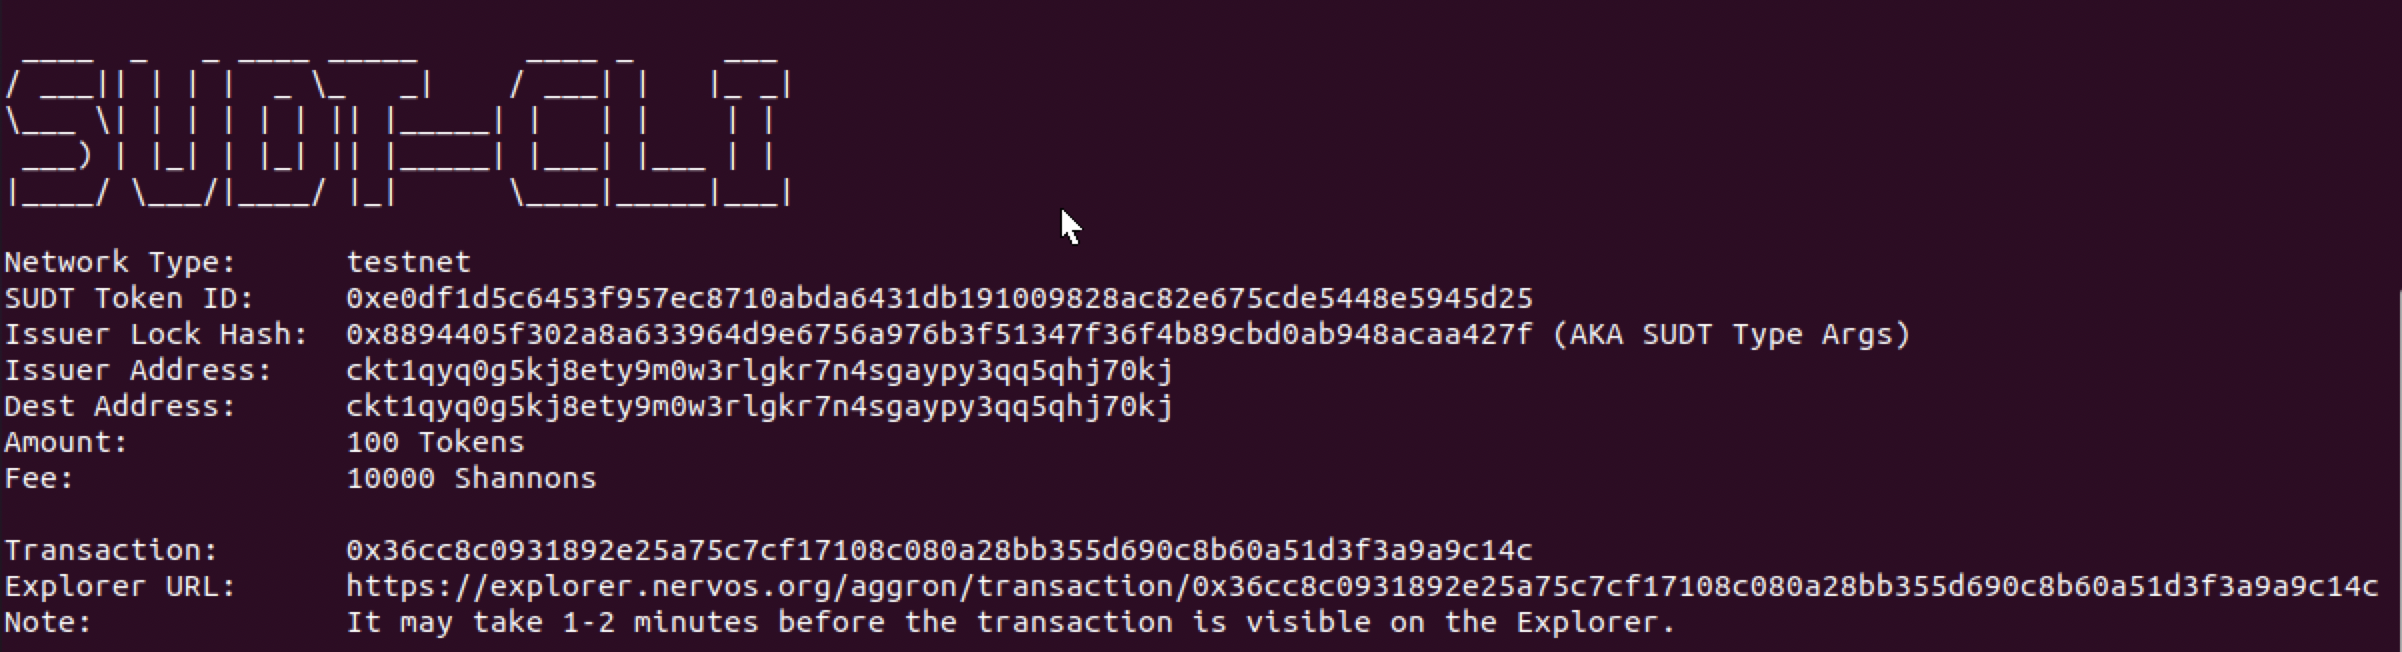 SUDT-CLI
Network Type: testnet
SUDT Token ID: 0xe0df1d5c6453f957ec8710abda6431db191009828ac82e675cde5448e5945d25
Issuer Lock Hash: 0x8894405f302a8a633964d9e6756a976b3f51347f36f4b89cbd0ab948acaa427f (AKA SUDT Type Args)
Issuer Address: ckt1qyq0g5kj8ety9m0w3rlgkr7n4sgaypy3qq5qhj70kj
Dest Address: ckt1qyq0g5kj8ety9m0w3rlgkr7n4sgaypy3qq5qhj70kj
Amount: 100 Tokens
Fee: 10000 Shannons
Transaction: 0x36cc8c0931892e25a75c7cf17108c080a28bb355d690c8b60a51d3f3a9a9c14c
Explorer URL: https://explorer.nervos.org/aggron/transaction/0x36cc8c0931892e25a75c7cf17108c080a28bb355d690c8b60a51d3f3a9a9c14c
Note: It may take 1-2 minutes before the transaction is visible on the Explorer.